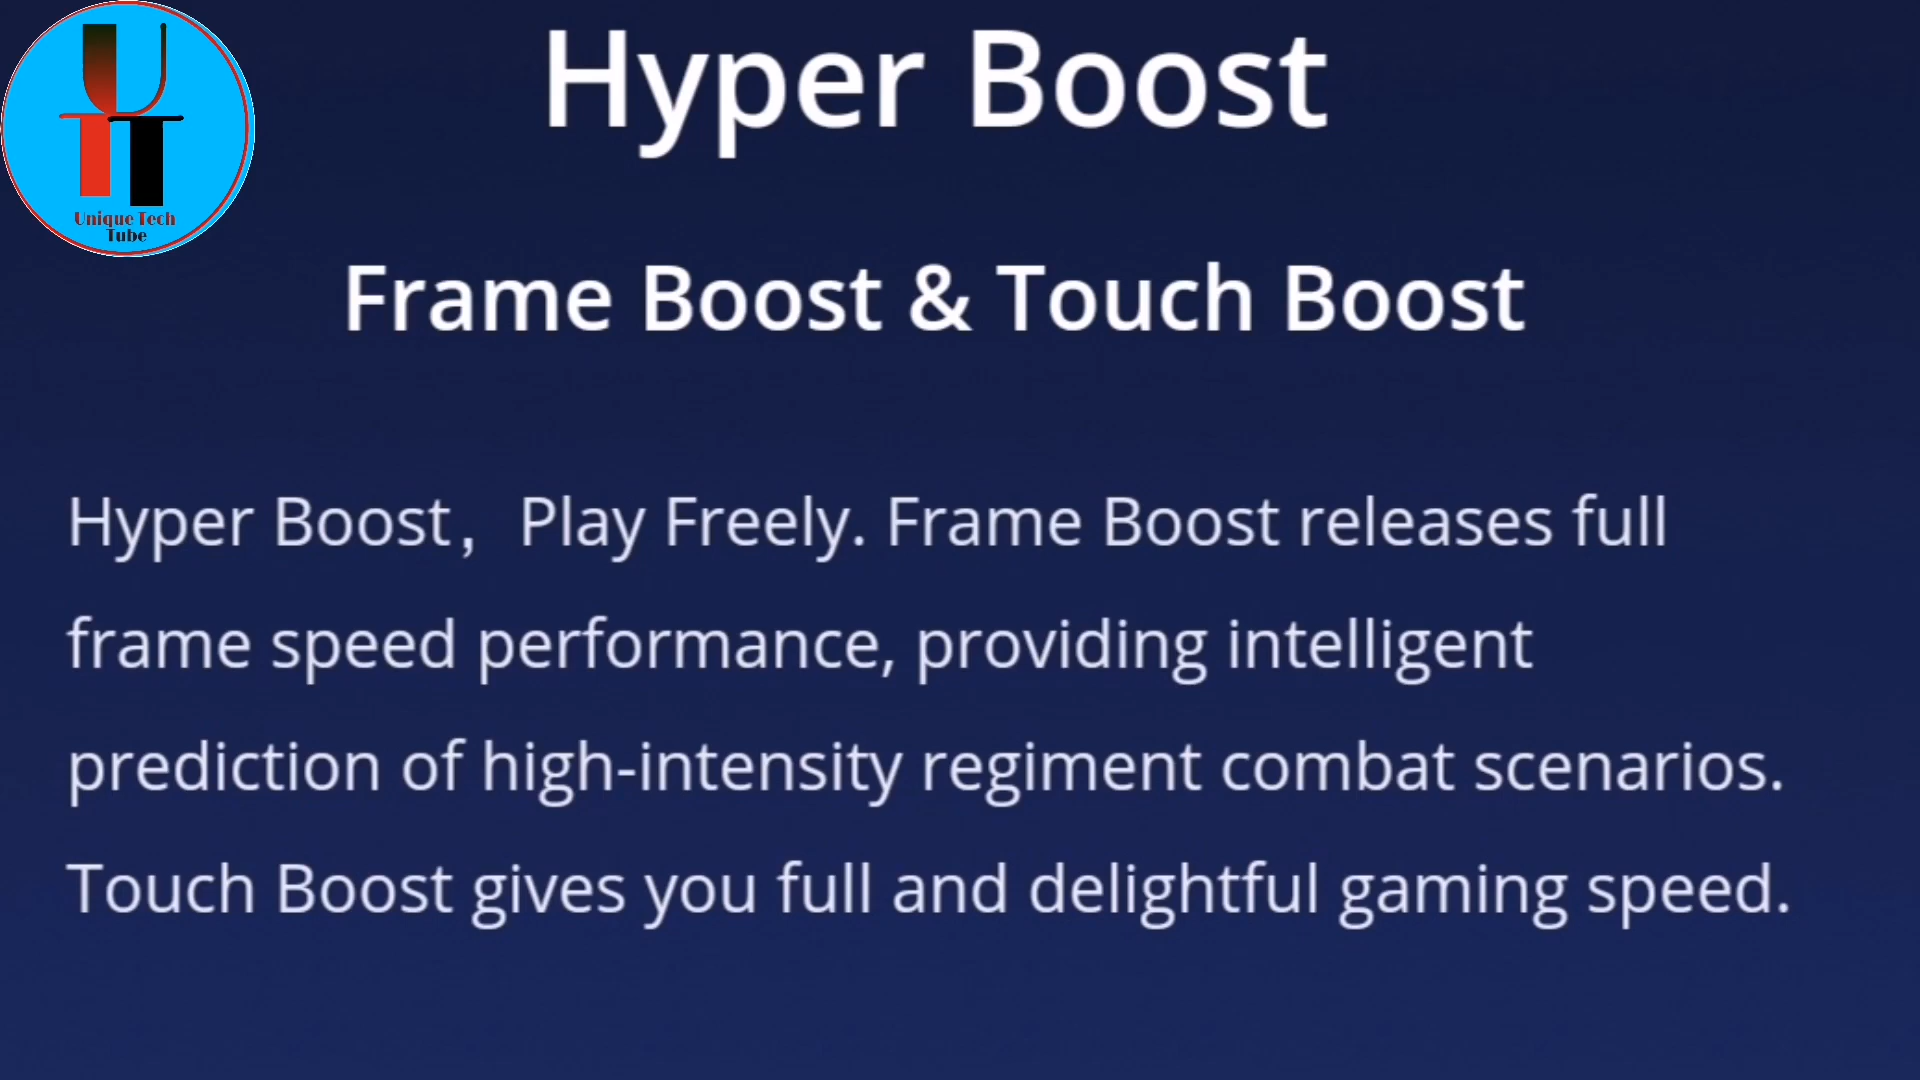 Hyper Boost
Unique Tech
Tube
Frame Boost & Touch Boost
Hyper Boost，Play Freely. Frame Boost releases full
frame speed performance, providing intelligent
prediction of high-intensity regiment combat scenarios.
Touch Boost gives you full and delightful gaming speed.